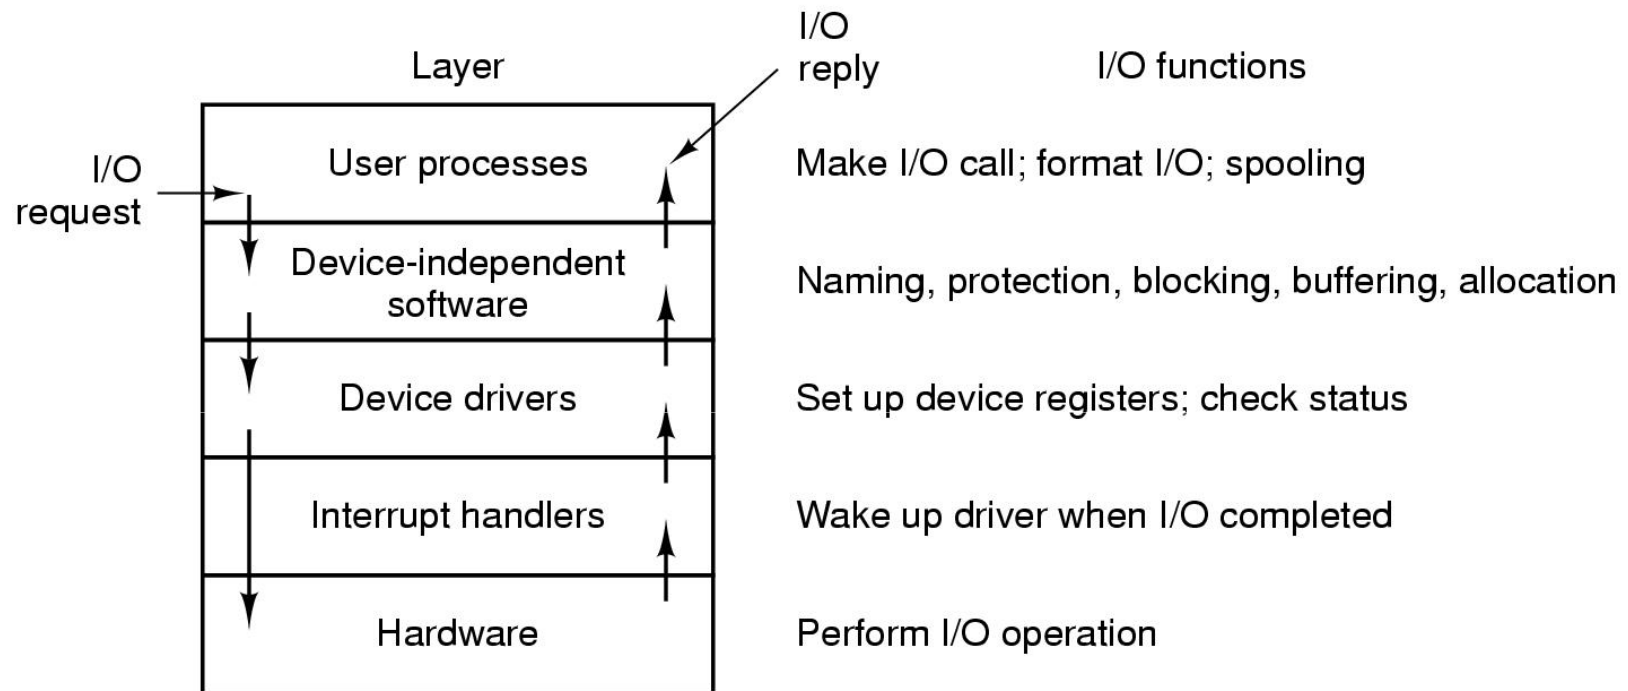 I/O
reply
Layer
I/O functions
I/O
request
User processes
Make I/O call; format I/O; spooling
Device-independent
software
Naming, protection, blocking, buffering, allocation
Device drivers
Set up device registers; check status
Interrupt handlers
Wake up driver when I/O completed
Hardware
Perform I/O operation